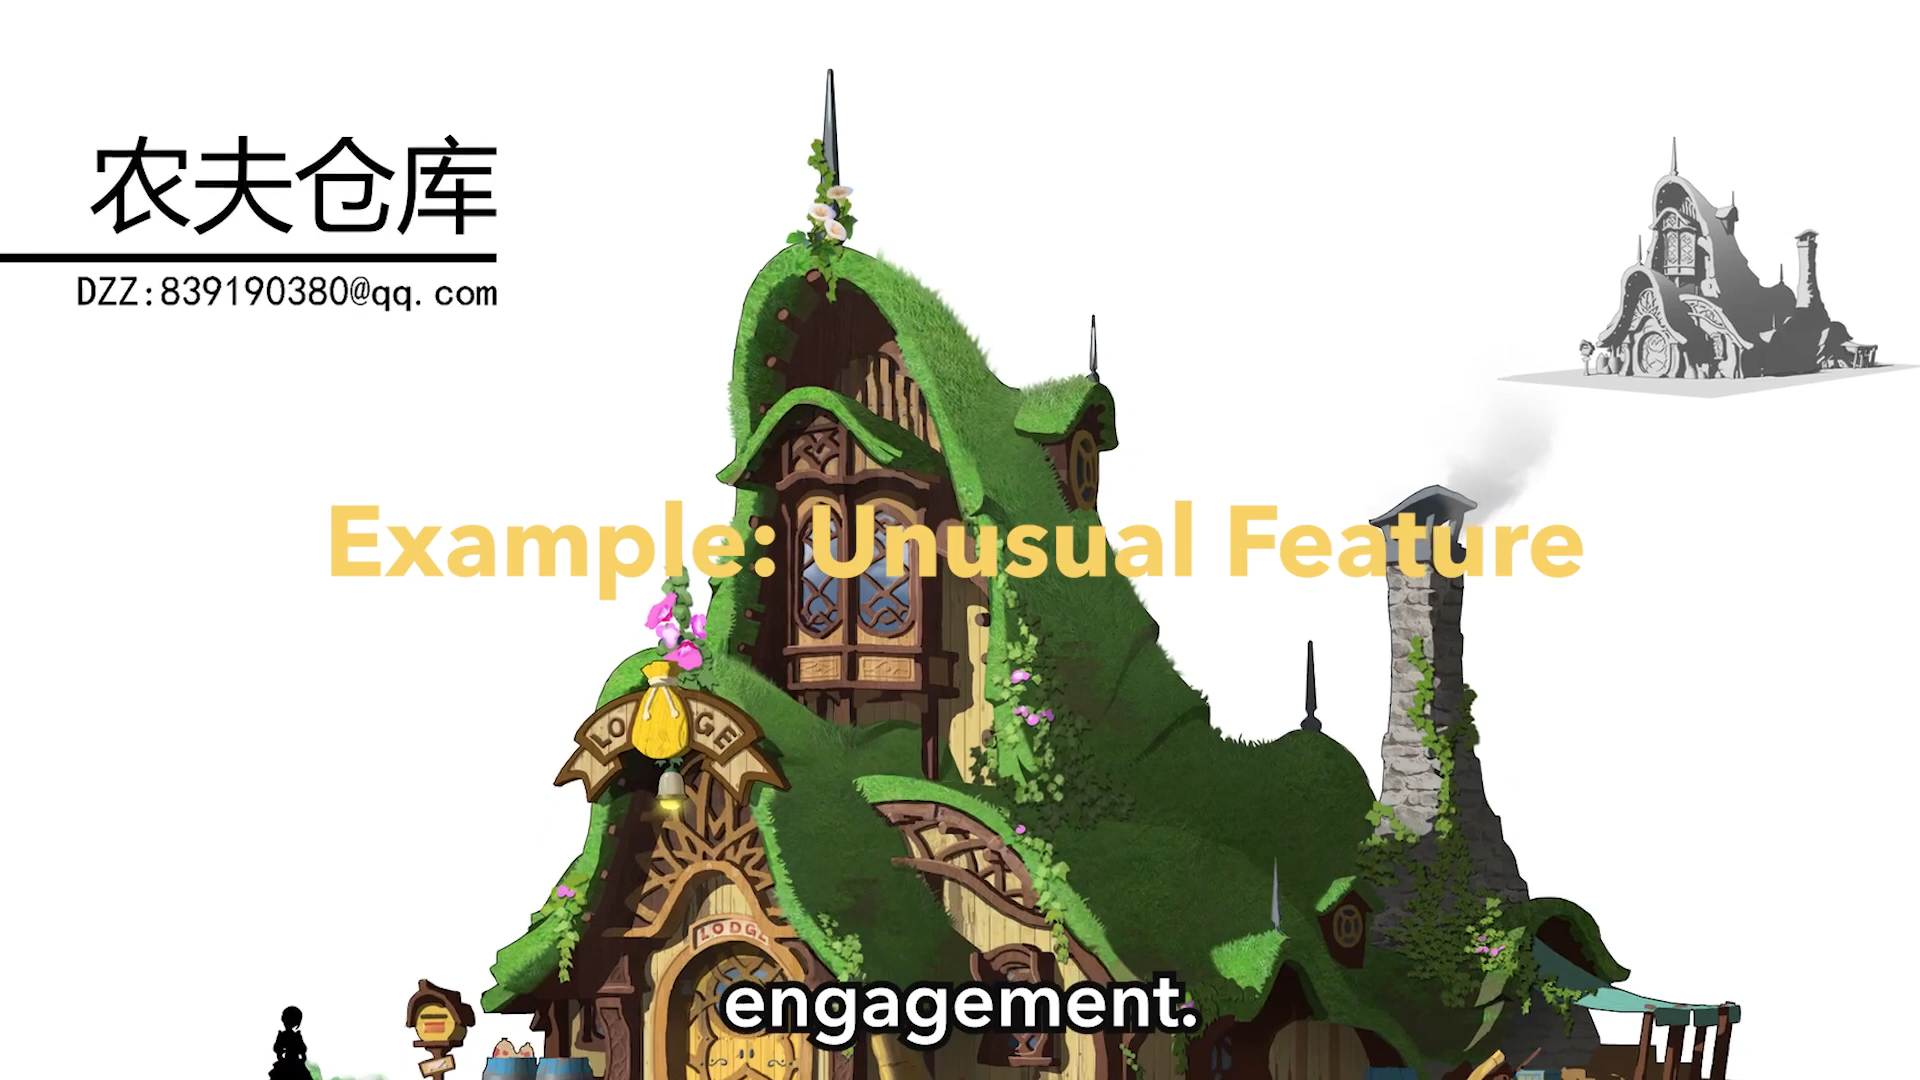 农夫仓库
DZZ:839190380@qq.com
Example: Unusual Feature
LO GE
LODGE
engagement.